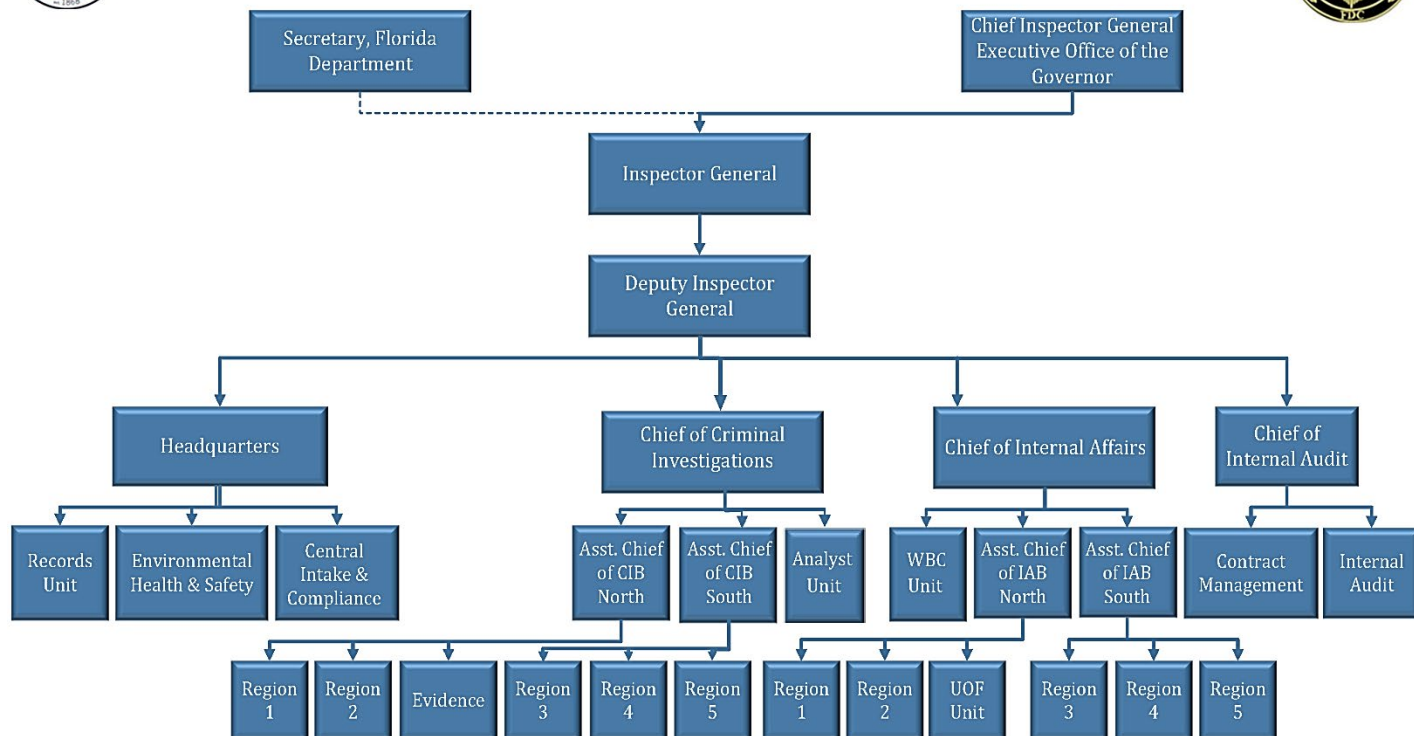 1868
FDC
Secretary, Florida
Department
Chief Inspector General
Executive Office of the
Governor
Inspector General
Deputy Inspector
General
Headquarters
Chief of Criminal
Investigations
Chief of Internal Affairs
Chief of
Internal Audit
Records
Unit
Environmental
Health & Safety
Central
Intake &
Compliance
Asst. Chief
of CIB
North
Asst. Chief
of CIB
South
Analyst
Unit
WBC
Unit
Asst. Chief
of IAB
North
Asst. Chief
of IAB
South
Contract
Management
Internal
Audit
Region
1
Region
2
Evidence
Region
3
Region
4
Region
5
Region
1
Region
2
UOF
Unit
Region
3
Region
4
Region
5